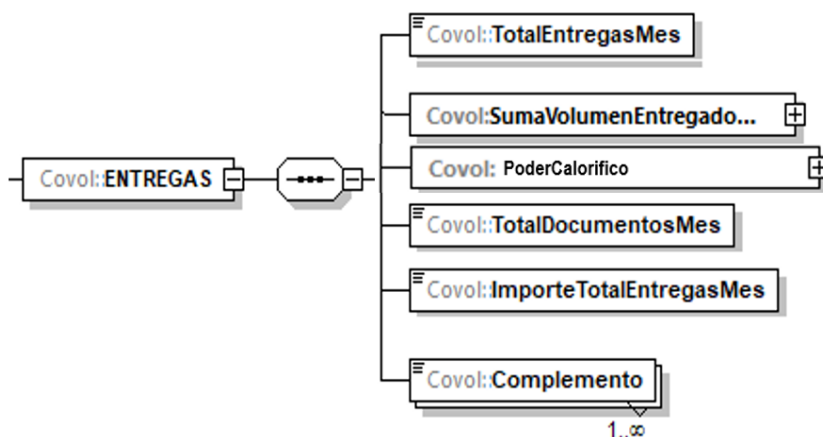 Covol::TotalEntregasMes
Covol:SumaVolumenEntregado...
Covol::ENTREGAS
Covol: PoderCalorifico
Covol::TotalDocumentosMes
Covol::ImporteTotalEntregasMes
Covol::Complemento
1..∞